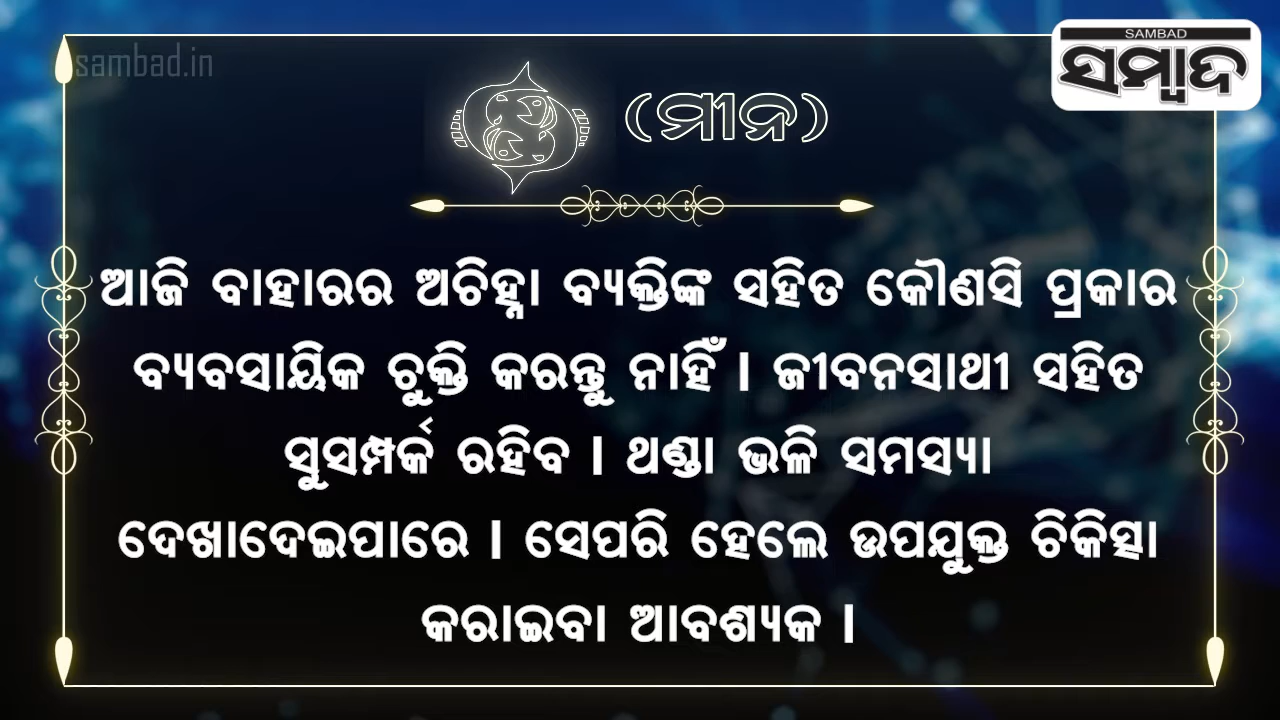 sambad.in
SAMBAD
ସମ୍ବାଦ
(ମୀନ)
ଆଜି ବାହାରର ଅଚିହ୍ନା ବ୍ୟକ୍ତିଙ୍କ ସହିତ କୌଣସି ପ୍ରକାର
ବ୍ୟବସାୟିକ ଚୁକ୍ତି କରନ୍ତୁ ନାହିଁ । ଜୀବନସାଥୀ ସହିତ
ସୁସମ୍ପର୍କ ରହିବ । ଥଣ୍ଡା ଭଳି ସମସ୍ୟା
ଦେଖାଦେଇପାରେ । ସେପରି ହେଲେ ଉପଯୁକ୍ତ ଚିକିତ୍ସା
କରାଇବା ଆବଶ୍ୟକ ।